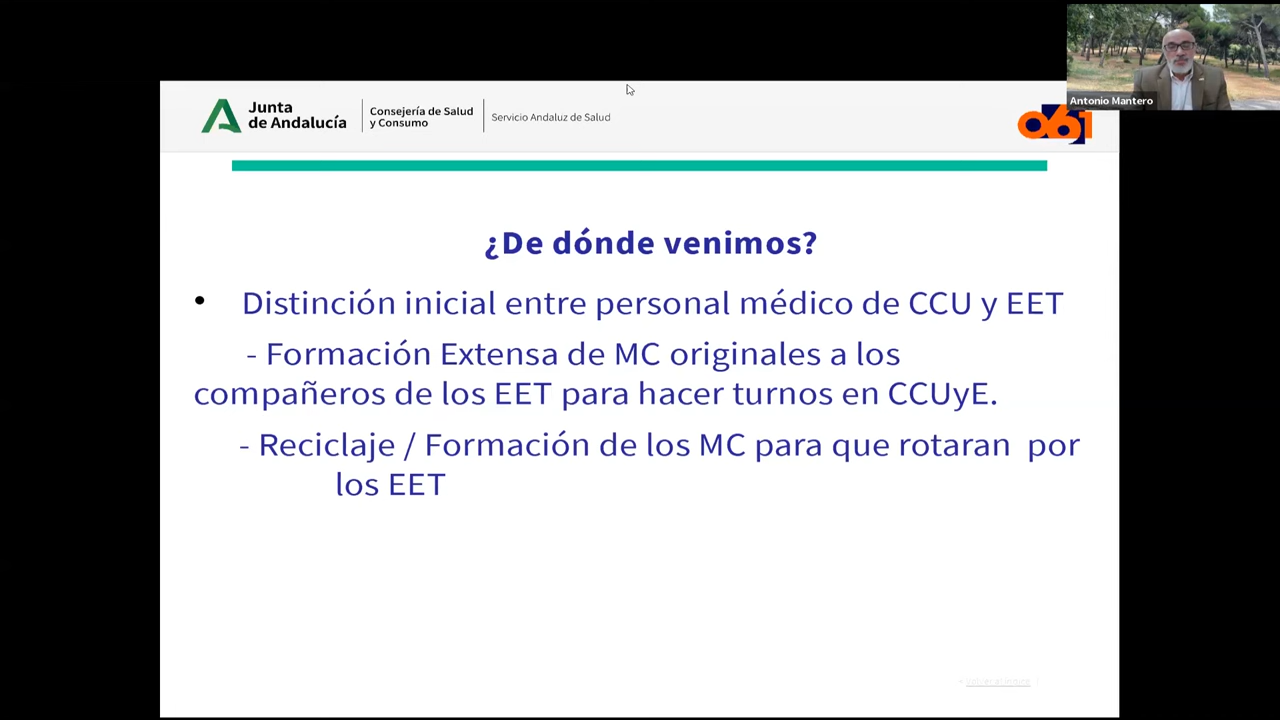 Junta
de Andalucía
Consejería de Salud
y Consumo
Servicio Andaluz de Salud
061
Antonio Mantero
¿De dónde venimos?
• Distinción inicial entre personal médico de CCU y EET
- Formación Extensa de MC originales a los
compañeros de los EET para hacer turnos en CCUyE.
- Reciclaje / Formación de los MC para que rotaran por
los EET